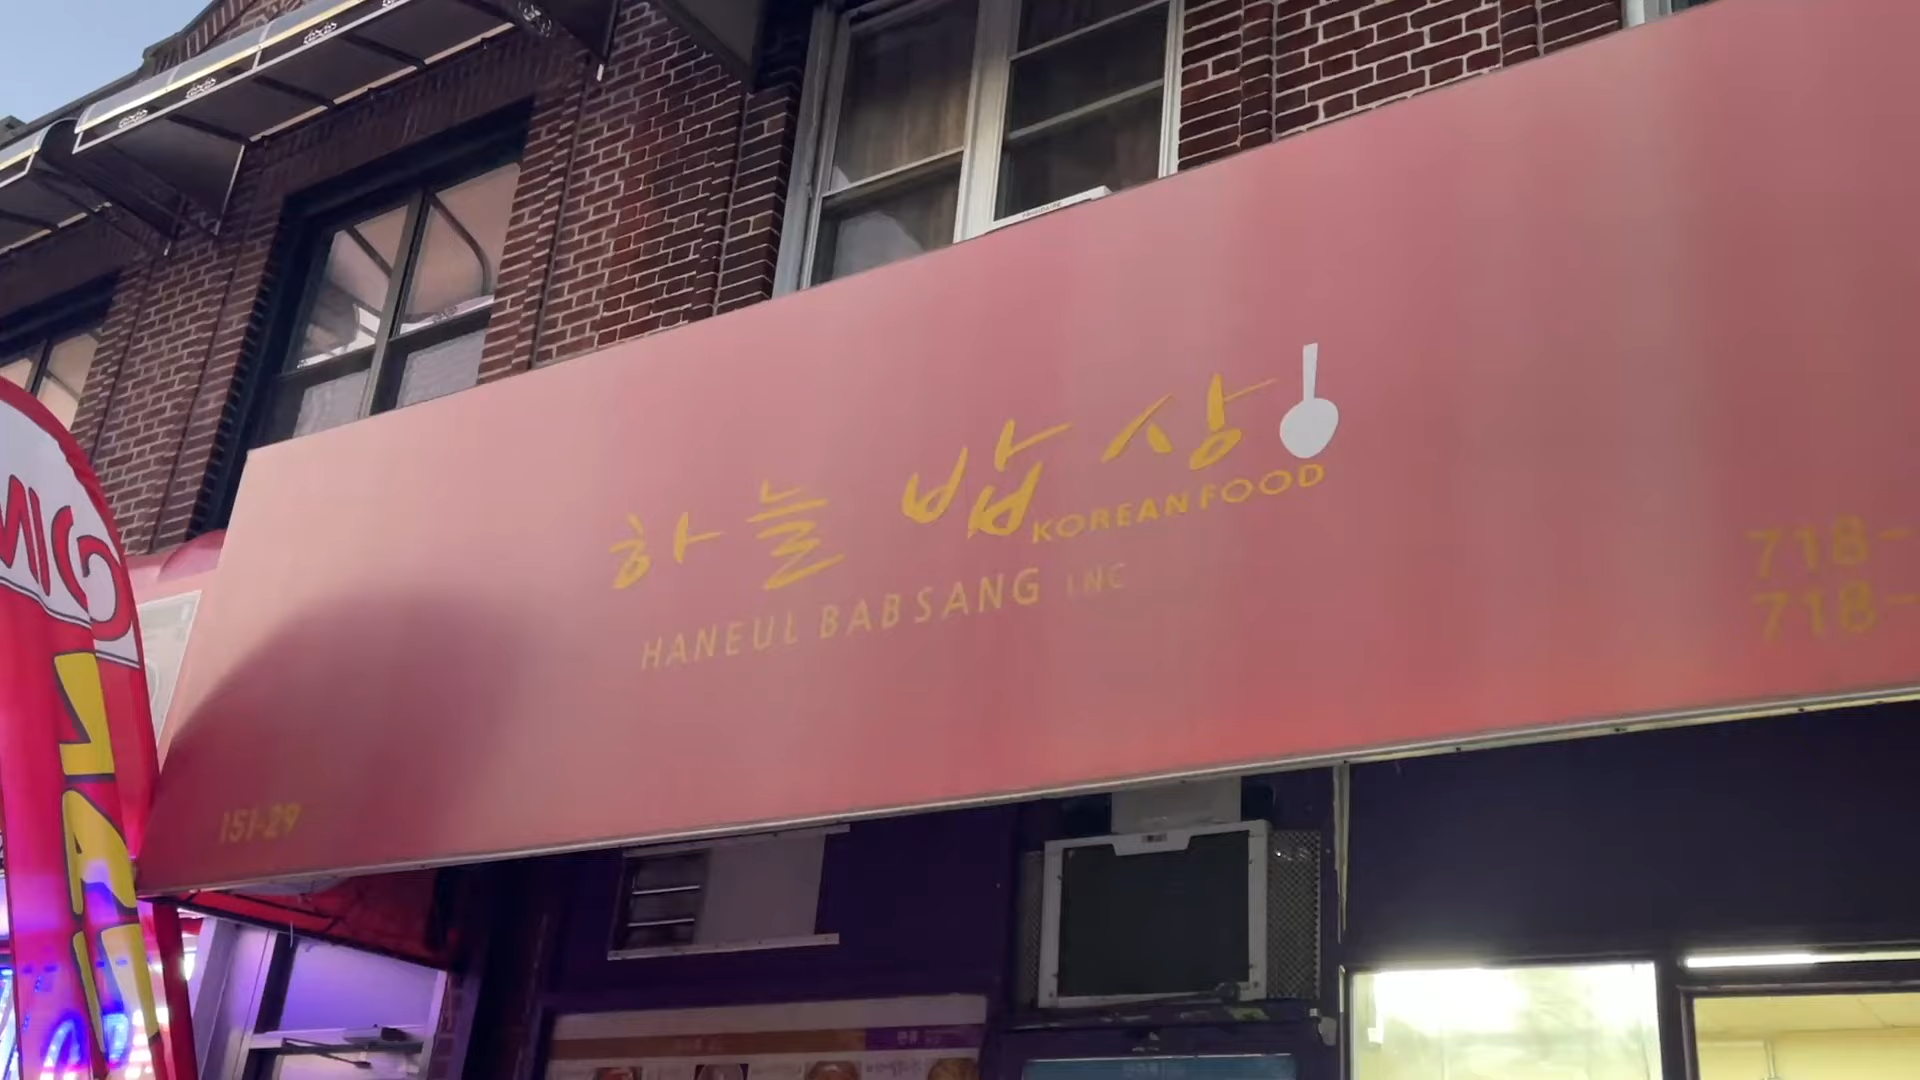 하늘 밥상
KOREAN FOOD
HANEUL BABSANG INC
718-
718-
151-29